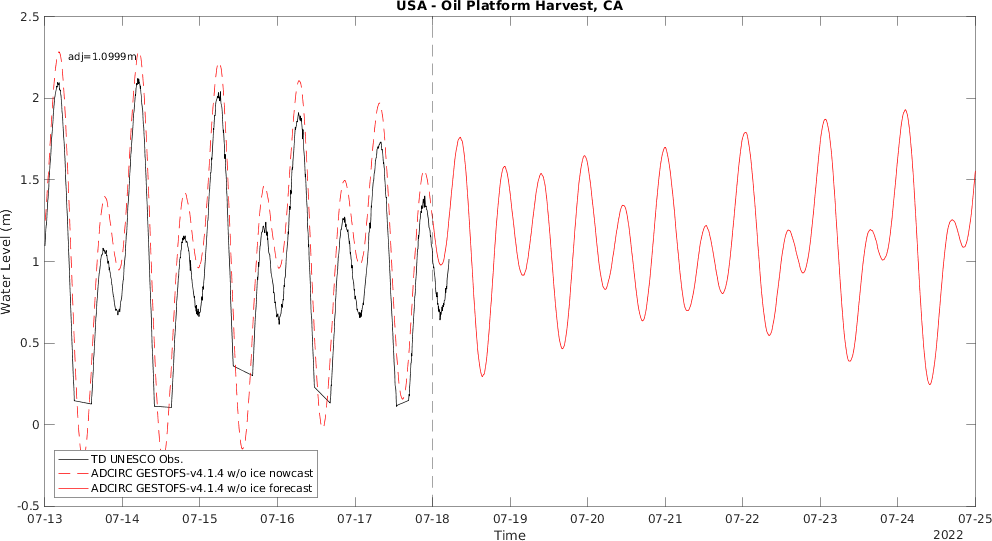 USA - Oil Platform Harvest, CA
adj=1.0999m
2.5
2
1.5
1
0.5
0
-0.5
Water Level (m)
TD UNESCO Obs.
ADCIRC GESTOFS-v4.1.4 w/o ice nowcast
ADCIRC GESTOFS-v4.1.4 w/o ice forecast
07-13 07-14 07-15 07-16 07-17 07-18 07-19 07-20 07-21 07-22 07-23 07-24 07-25
Time
2022